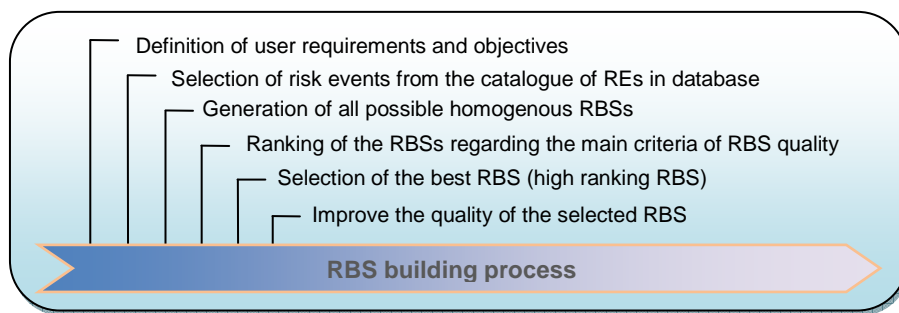 Definition of user requirements and objectives
Selection of risk events from the catalogue of REs in database
Generation of all possible homogenous RBSs
Ranking of the RBSs regarding the main criteria of RBS quality
Selection of the best RBS (high ranking RBS)
Improve the quality of the selected RBS
RBS building process